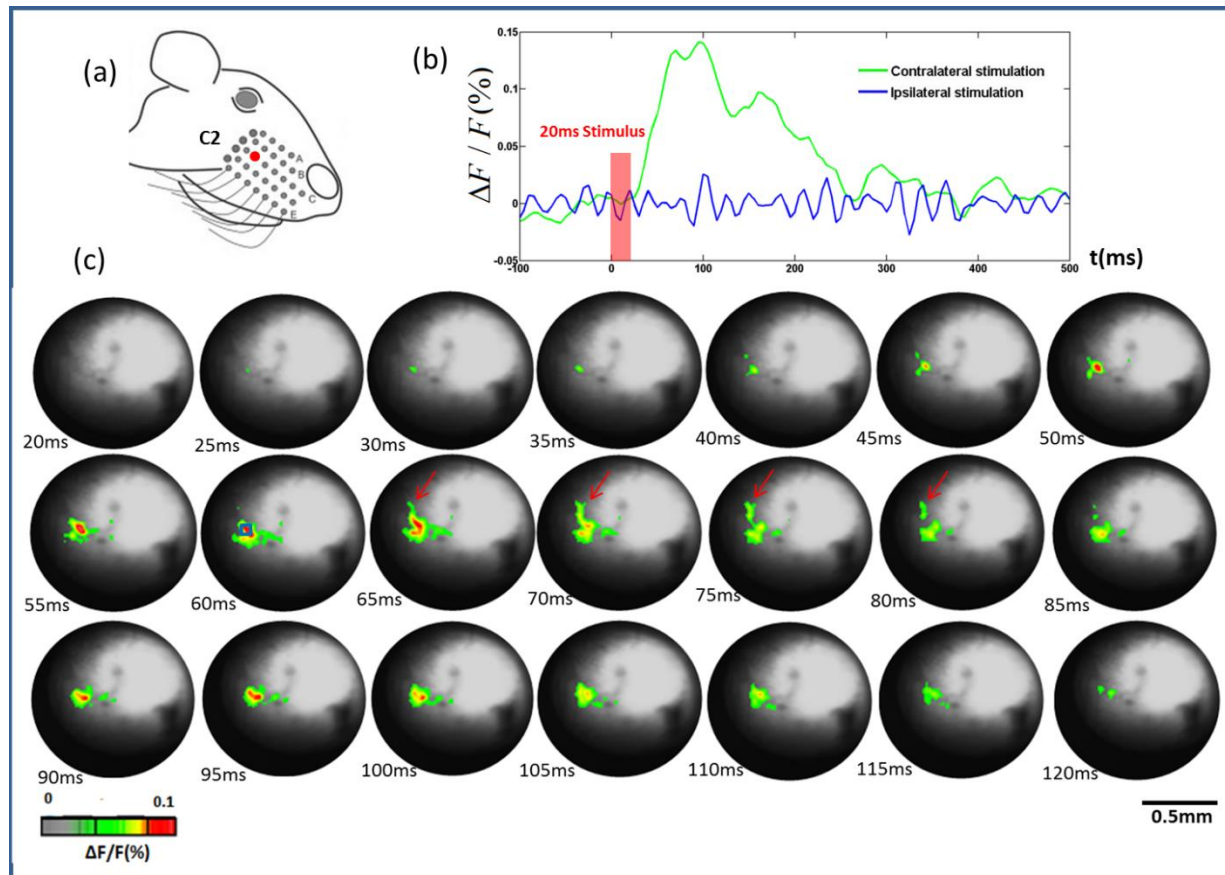 (a)
C2
A
B
C
E
(b)
ΔF / F(%)
0.15
0.1
0.05
0
-0.05
-100
0
100
200
300
400
500
t(ms)
20ms Stimulus
Contralateral stimulation
Ipsilateral stimulation
(c)
20ms
25ms
30ms
35ms
40ms
45ms
50ms
55ms
60ms
65ms
70ms
75ms
80ms
85ms
90ms
95ms
100ms
105ms
110ms
115ms
120ms
0 0.1
ΔF/F(%)
0.5mm